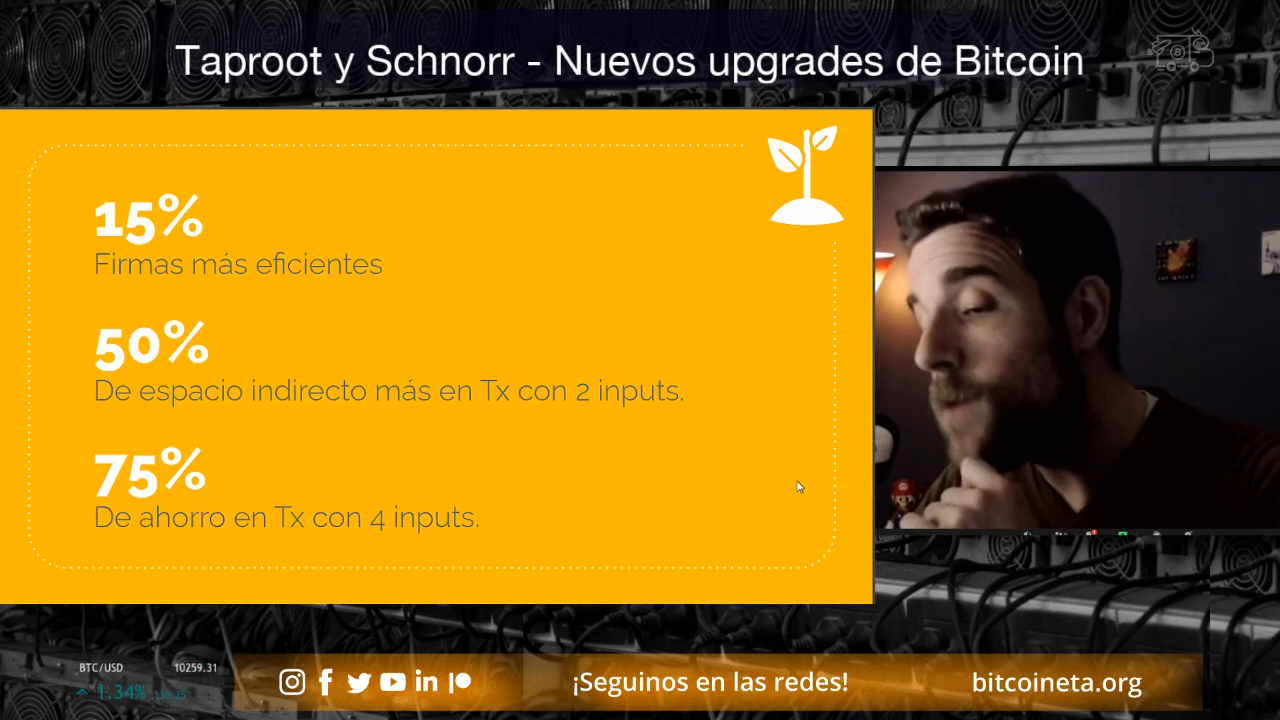 Taproot y Schnorr - Nuevos upgrades de Bitcoin
15%
Firmas más eficientes
50%
De espacio indirecto más en Tx con 2 inputs.
75%
De ahorro en Tx con 4 inputs.
BTC/USD 10259.31
1.34%
¡Seguinos en las redes!
bitcoineta.org